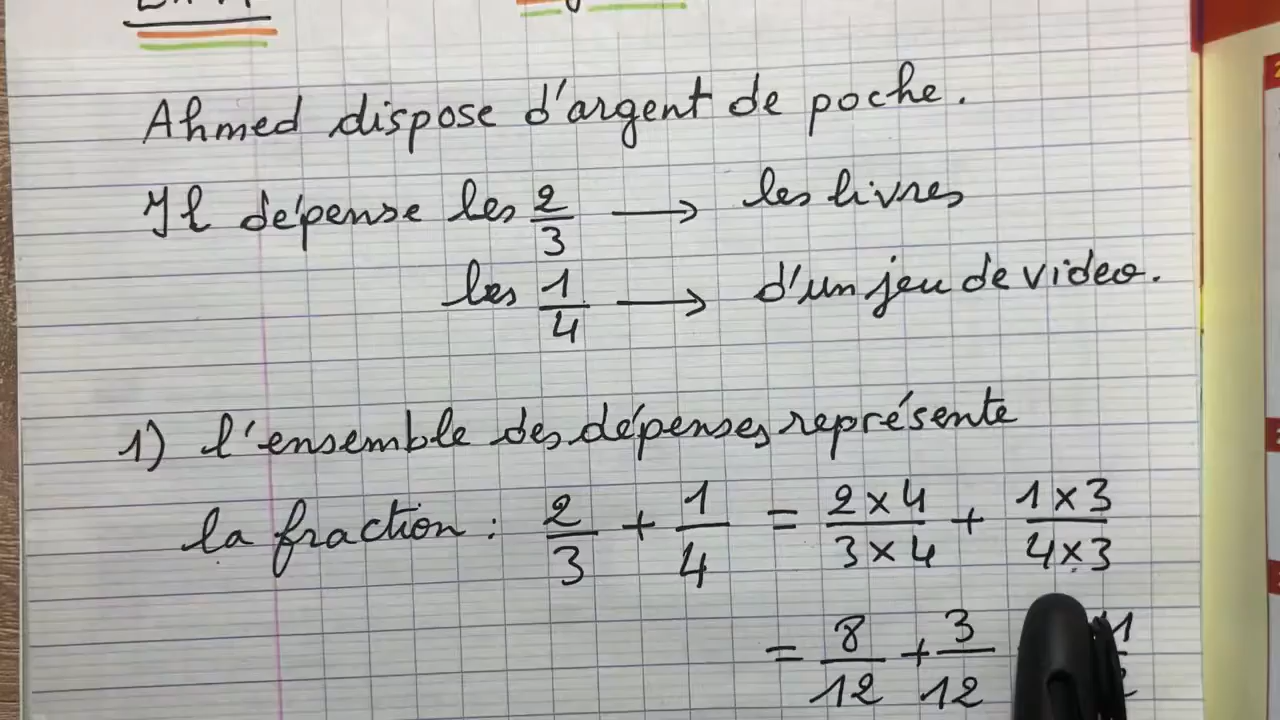 Ahmed dispose d'argent de poche.
Il dépense les 2/3 → les livres
les 1/4 → d'un jeu de video.
1) l'ensemble des dépenses représente
la fraction : 2/3 + 1/4 = 2×4/3×4 + 1×3/4×3
= 8/12 + 3/12